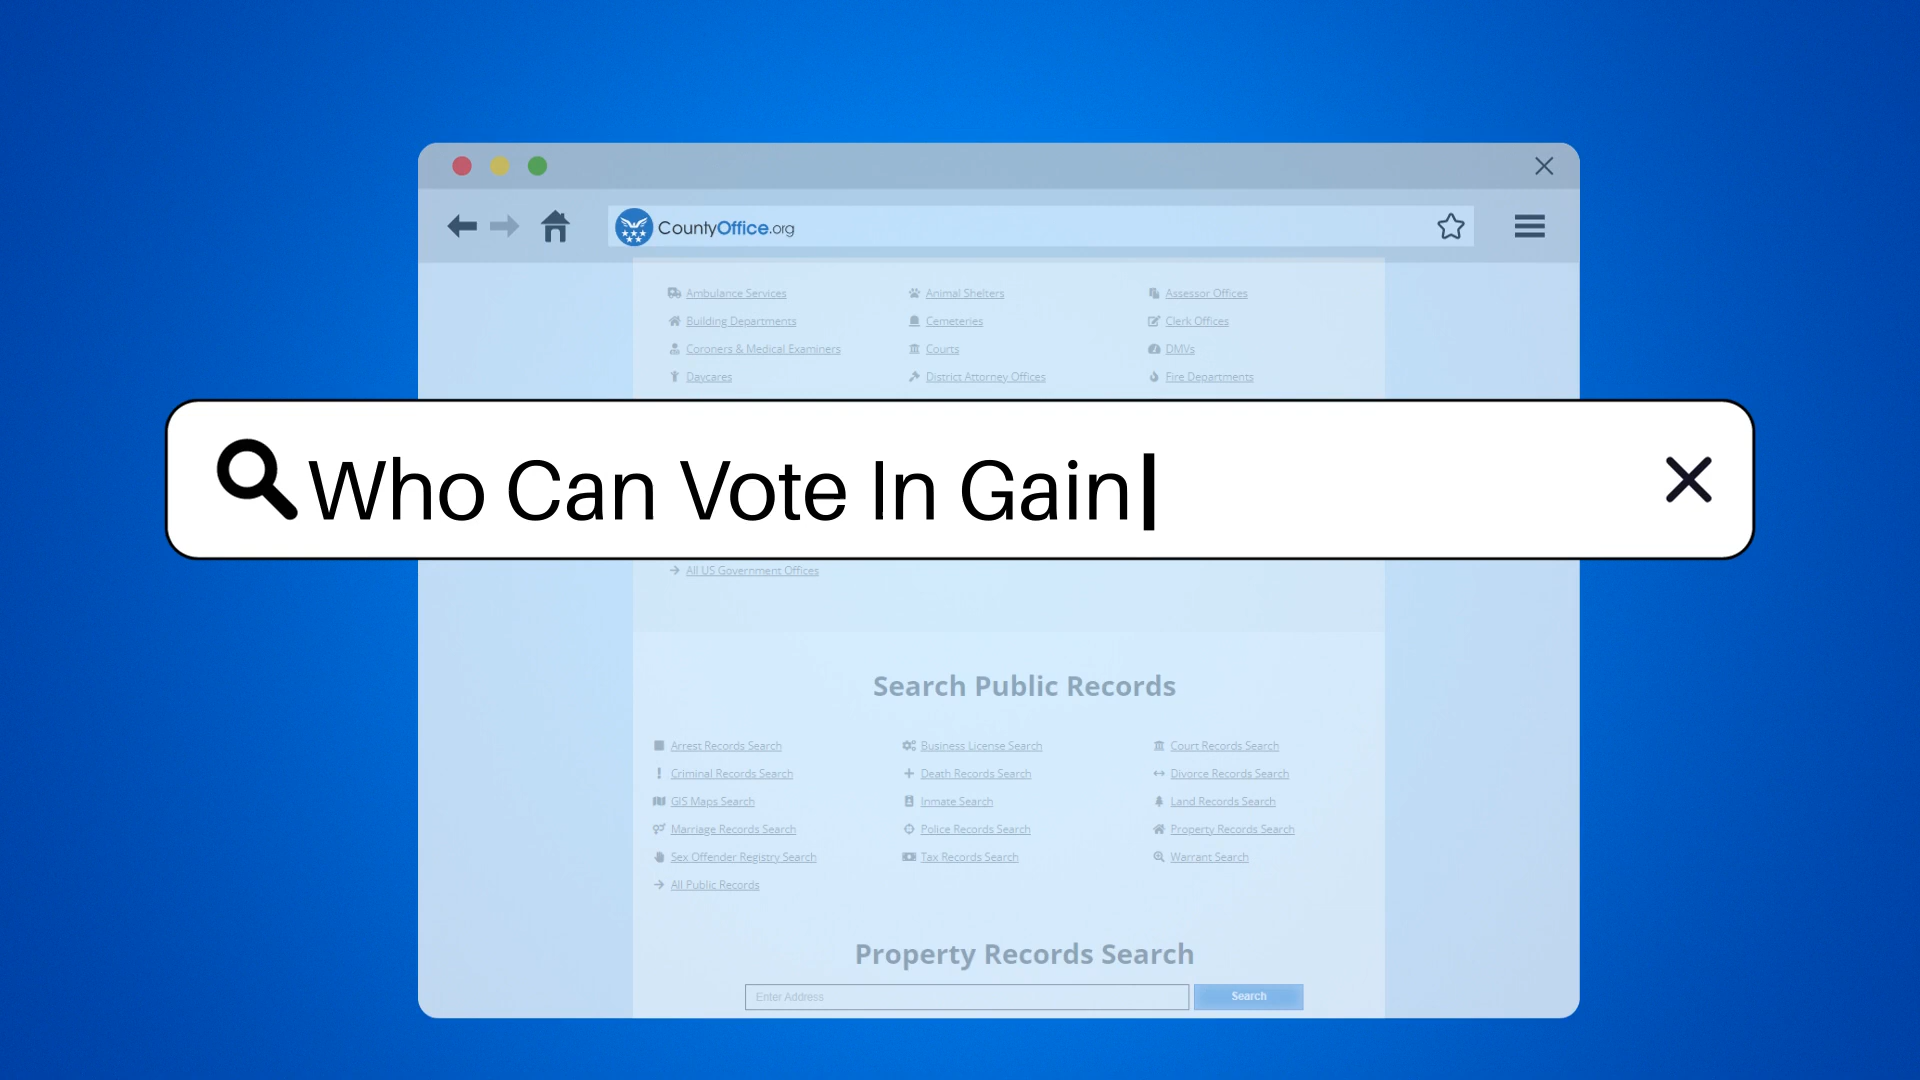 CountyOffice.org
Ambulance Services Animal Shelters Assessor Offices
Building Departments Cemeteries Clerk Offices
Coroners & Medical Examiners Courts DMVs
Daycares District Attorney Offices Fire Departments
Who Can Vote In Gain
All US Government Offices
Search Public Records
Arrest Records Search Business License Search Court Records Search
Criminal Records Search Death Records Search Divorce Records Search
GIS Maps Search Inmate Search Land Records Search
Marriage Records Search Police Records Search Property Records Search
Sex Offender Registry Search Tax Records Search Warrant Search
All Public Records
Property Records Search
Enter Address Search